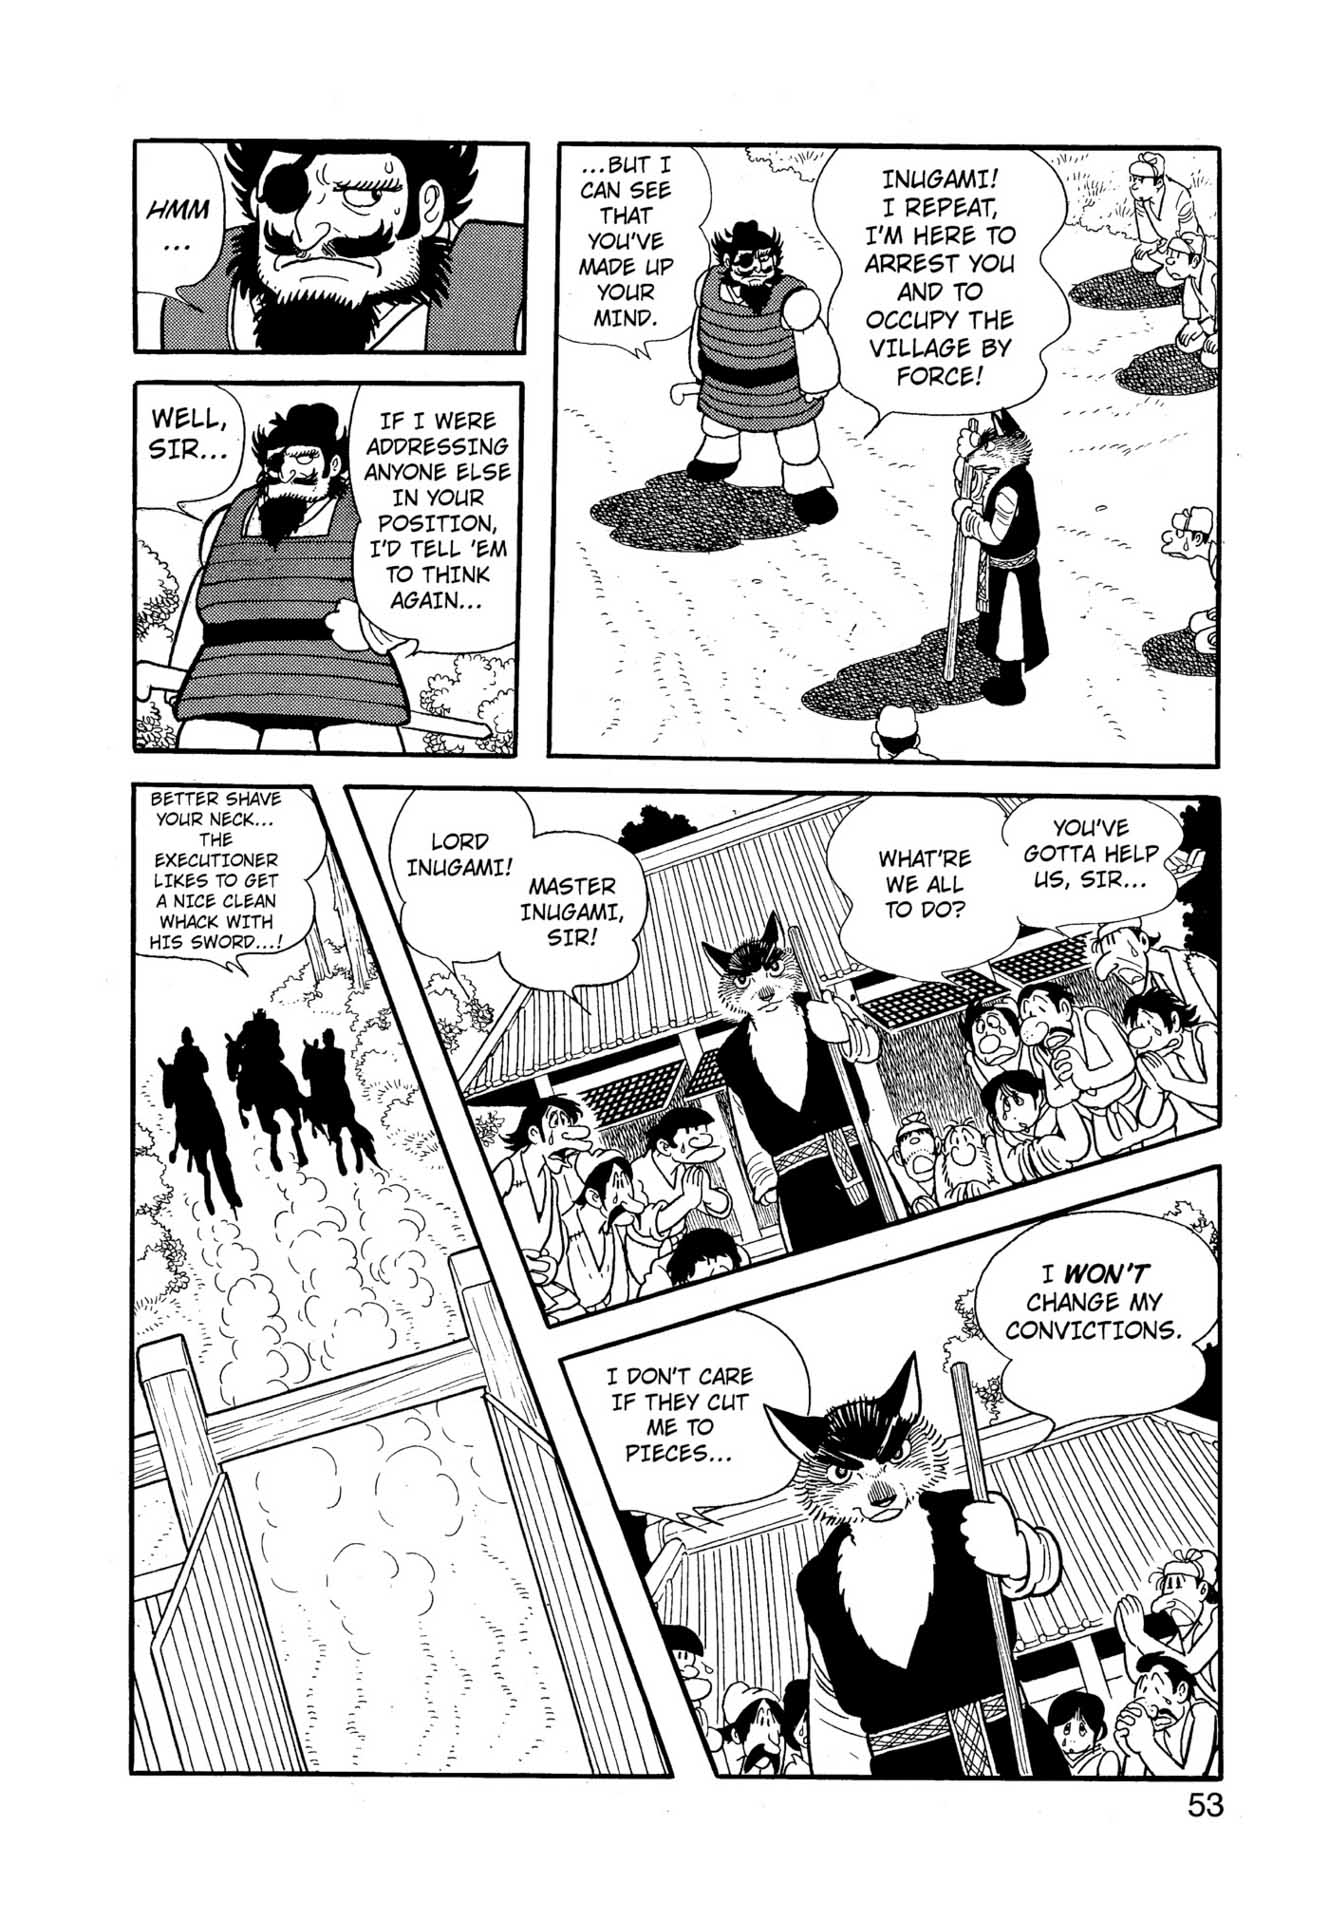 HMM
...
WELL,
SIR...
IF I WERE
ADDRESSING
ANYONE ELSE
IN YOUR
POSITION,
I'D TELL 'EM
TO THINK
AGAIN...
...BUT I
CAN SEE
THAT
YOU'VE
MADE UP
YOUR
MIND.
INUGAMI!
I REPEAT,
I'M HERE TO
ARREST YOU
AND TO
OCCUPY THE
VILLAGE BY
FORCE!
BETTER SHAVE
YOUR NECK...
THE
EXECUTIONER
LIKES TO GET
A NICE CLEAN
WHACK WITH
HIS SWORD...!
LORD
INUGAMI!
MASTER
INUGAMI,
SIR!
WHAT'RE
WE ALL
TO DO?
YOU'VE
GOTTA HELP
US, SIR...
I DON'T CARE
IF THEY CUT
ME TO
PIECES...
I WON'T
CHANGE MY
CONVICTIONS.
53